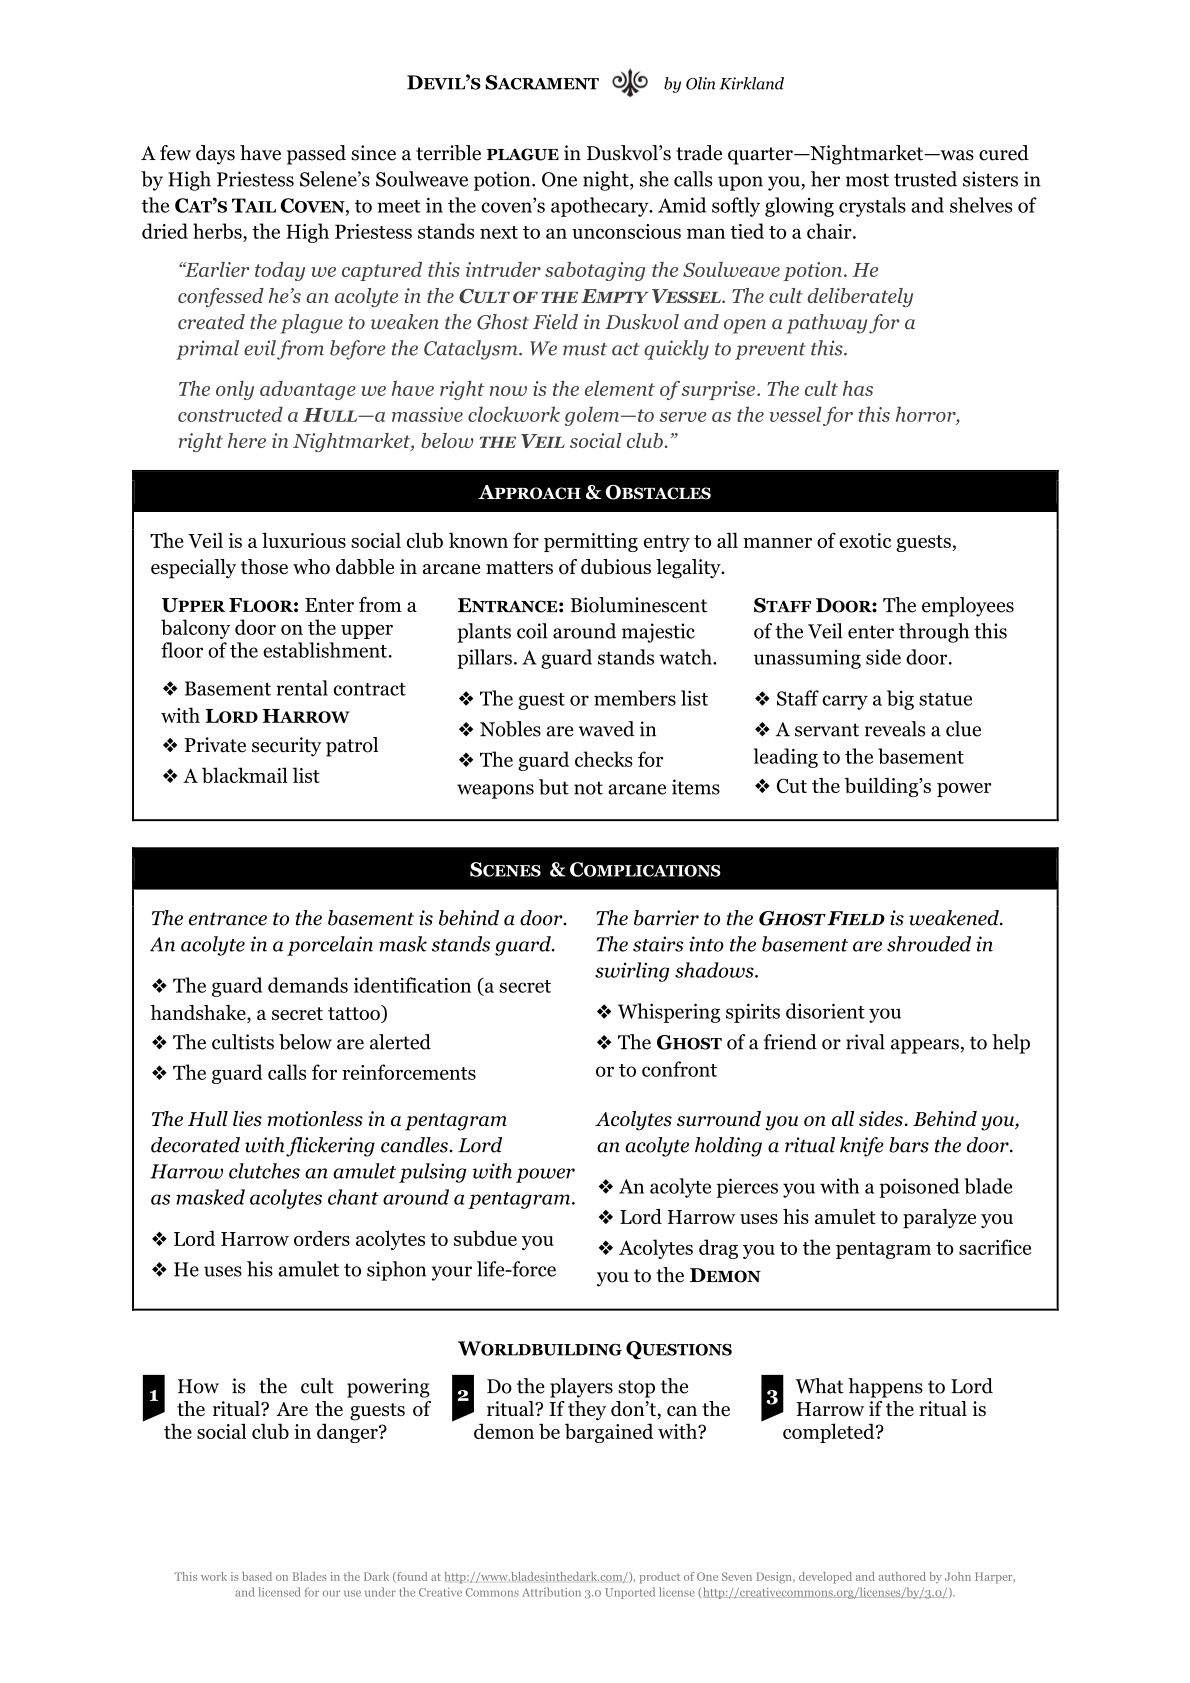 DEVIL’S SACRAMENT by Olin Kirkland
A few days have passed since a terrible PLAGUE in Duskvol’s trade quarter—Nightmarket—was cured
by High Priestess Selene’s Soulweave potion. One night, she calls upon you, her most trusted sisters in
the CAT’S TAIL COVEN, to meet in the coven’s apothecary. Amid softly glowing crystals and shelves of
dried herbs, the High Priestess stands next to an unconscious man tied to a chair.
“Earlier today we captured this intruder sabotaging the Soulweave potion. He
confessed he’s an acolyte in the CULT OF THE EMPTY VESSEL. The cult deliberately
created the plague to weaken the Ghost Field in Duskvol and open a pathway for a
primal evil from before the Cataclysm. We must act quickly to prevent this.
The only advantage we have right now is the element of surprise. The cult has
constructed a HULL—a massive clockwork golem—to serve as the vessel for this horror,
right here in Nightmarket, below THE VEIL social club.”
APPROACH & OBSTACLES
The Veil is a luxurious social club known for permitting entry to all manner of exotic guests,
especially those who dabble in arcane matters of dubious legality.
UPPER FLOOR: Enter from a
balcony door on the upper
floor of the establishment.
❖ Basement rental contract
with LORD HARROW
❖ Private security patrol
❖ A blackmail list
ENTRANCE: Bioluminescent
plants coil around majestic
pillars. A guard stands watch.
❖ The guest or members list
❖ Nobles are waved in
❖ The guard checks for
weapons but not arcane items
STAFF DOOR: The employees
of the Veil enter through this
unassuming side door.
❖ Staff carry a big statue
❖ A servant reveals a clue
leading to the basement
❖ Cut the building’s power
SCENES & COMPLICATIONS
The entrance to the basement is behind a door.
An acolyte in a porcelain mask stands guard.
❖ The guard demands identification (a secret
handshake, a secret tattoo)
❖ The cultists below are alerted
❖ The guard calls for reinforcements
The barrier to the GHOST FIELD is weakened.
The stairs into the basement are shrouded in
swirling shadows.
❖ Whispering spirits disorient you
❖ The GHOST of a friend or rival appears, to help
or to confront
The Hull lies motionless in a pentagram
decorated with flickering candles. Lord
Harrow clutches an amulet pulsing with power
as masked acolytes chant around a pentagram.
❖ Lord Harrow orders acolytes to subdue you
❖ He uses his amulet to siphon your life-force
Acolytes surround you on all sides. Behind you,
an acolyte holding a ritual knife bars the door.
❖ An acolyte pierces you with a poisoned blade
❖ Lord Harrow uses his amulet to paralyze you
❖ Acolytes drag you to the pentagram to sacrifice
you to the DEMON
WORLDBUILDING QUESTIONS
1 How is the cult powering
the ritual? Are the guests of
the social club in danger?
2 Do the players stop the
ritual? If they don’t, can the
demon be bargained with?
3 What happens to Lord
Harrow if the ritual is
completed?
This work is based on Blades in the Dark (found at http://www.bladesinthedark.com/), product of One Seven Design, developed and authored by John Harper,
and licensed for our use under the Creative Commons Attribution 3.0 Unported license (http://creativecommons.org/licenses/by/3.0/).